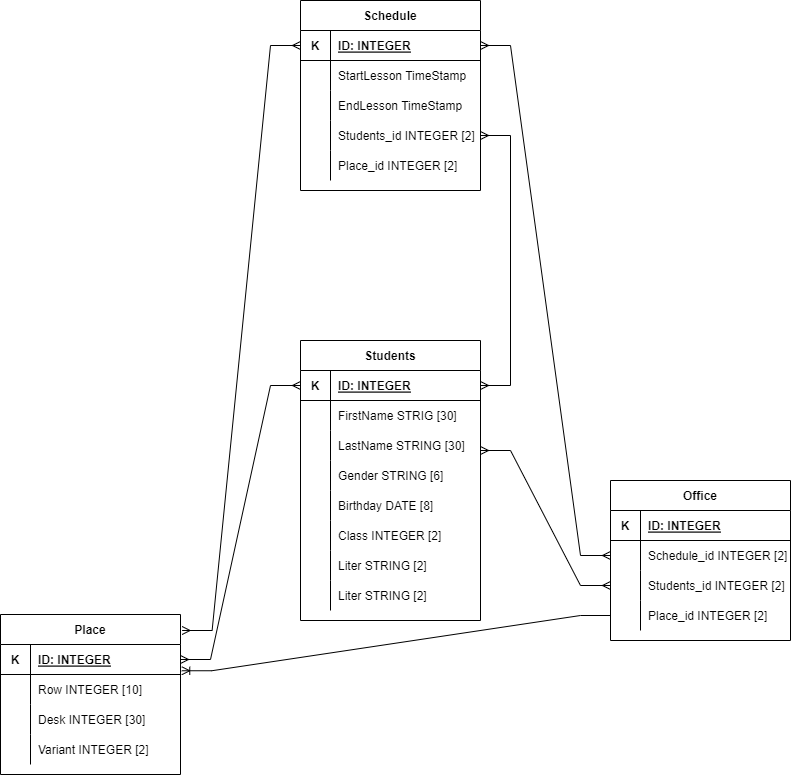 Schedule
K ID: INTEGER
StartLesson TimeStamp
EndLesson TimeStamp
Students_id INTEGER [2]
Place_id INTEGER [2]
Students
K ID: INTEGER
FirstName STRIG [30]
LastName STRING [30]
Gender STRING [6]
Birthday DATE [8]
Class INTEGER [2]
Liter STRING [2]
Liter STRING [2]
Office
K ID: INTEGER
Schedule_id INTEGER [2]
Students_id INTEGER [2]
Place_id INTEGER [2]
Place
K ID: INTEGER
Row INTEGER [10]
Desk INTEGER [30]
Variant INTEGER [2]